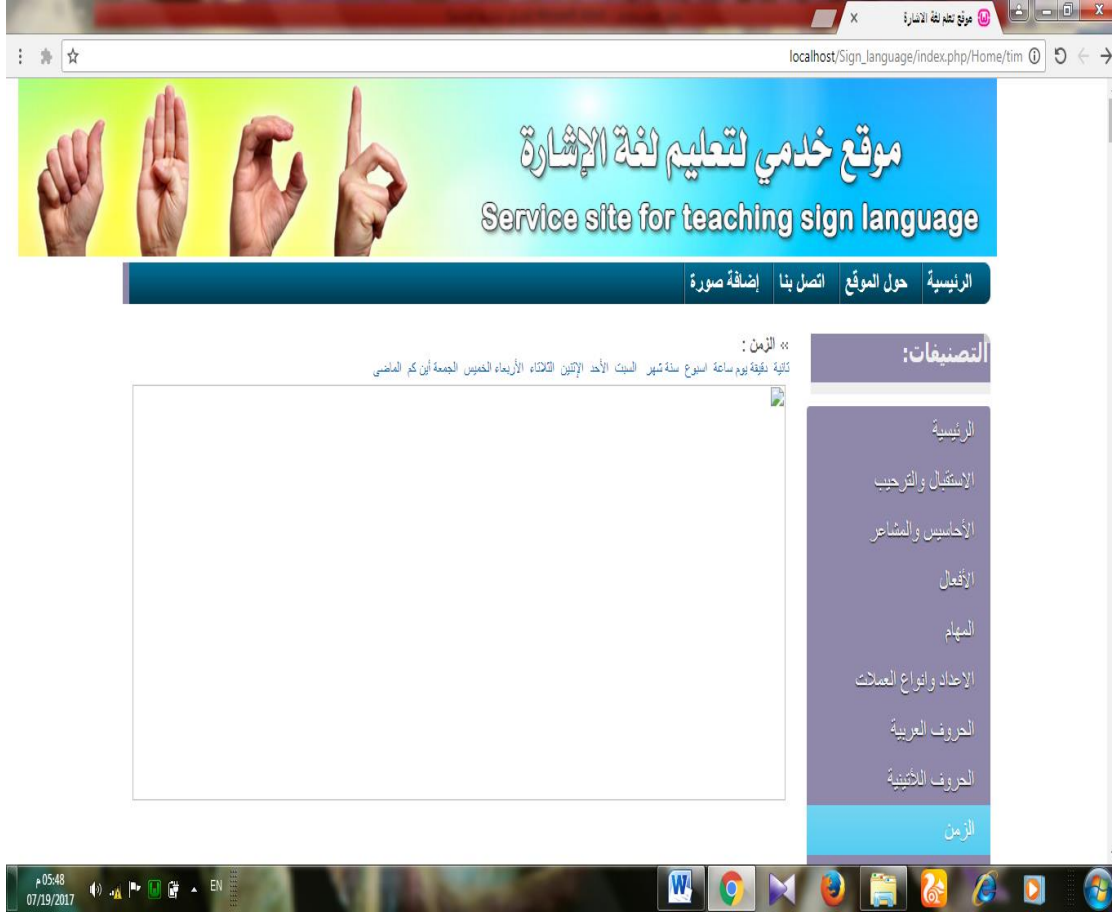 موقع تعلم لغة الاشارة
localhost/Sign_language/index.php/Home/tim
موقع خدمي لتعليم لغة الإشارة
Service site for teaching sign language
الرئيسية حول الموقع اتصل بنا إضافة صورة
التصنيفات:
الرئيسية
الاستقبال والترحيب
الأحاسيس والمشاعر
الأفعال
المهام
الاعداد وانواع العملات
الحروف العربية
الحروف اللأتينية
الزمن
» الزمن :
ثانية دقيقة يوم ساعة اسبوع سنة شهر السبت الأحد الإثنين الثلاثاء الأربعاء الخميس الجمعة أين كم الماضى
EN
05:48 م
07/19/2017